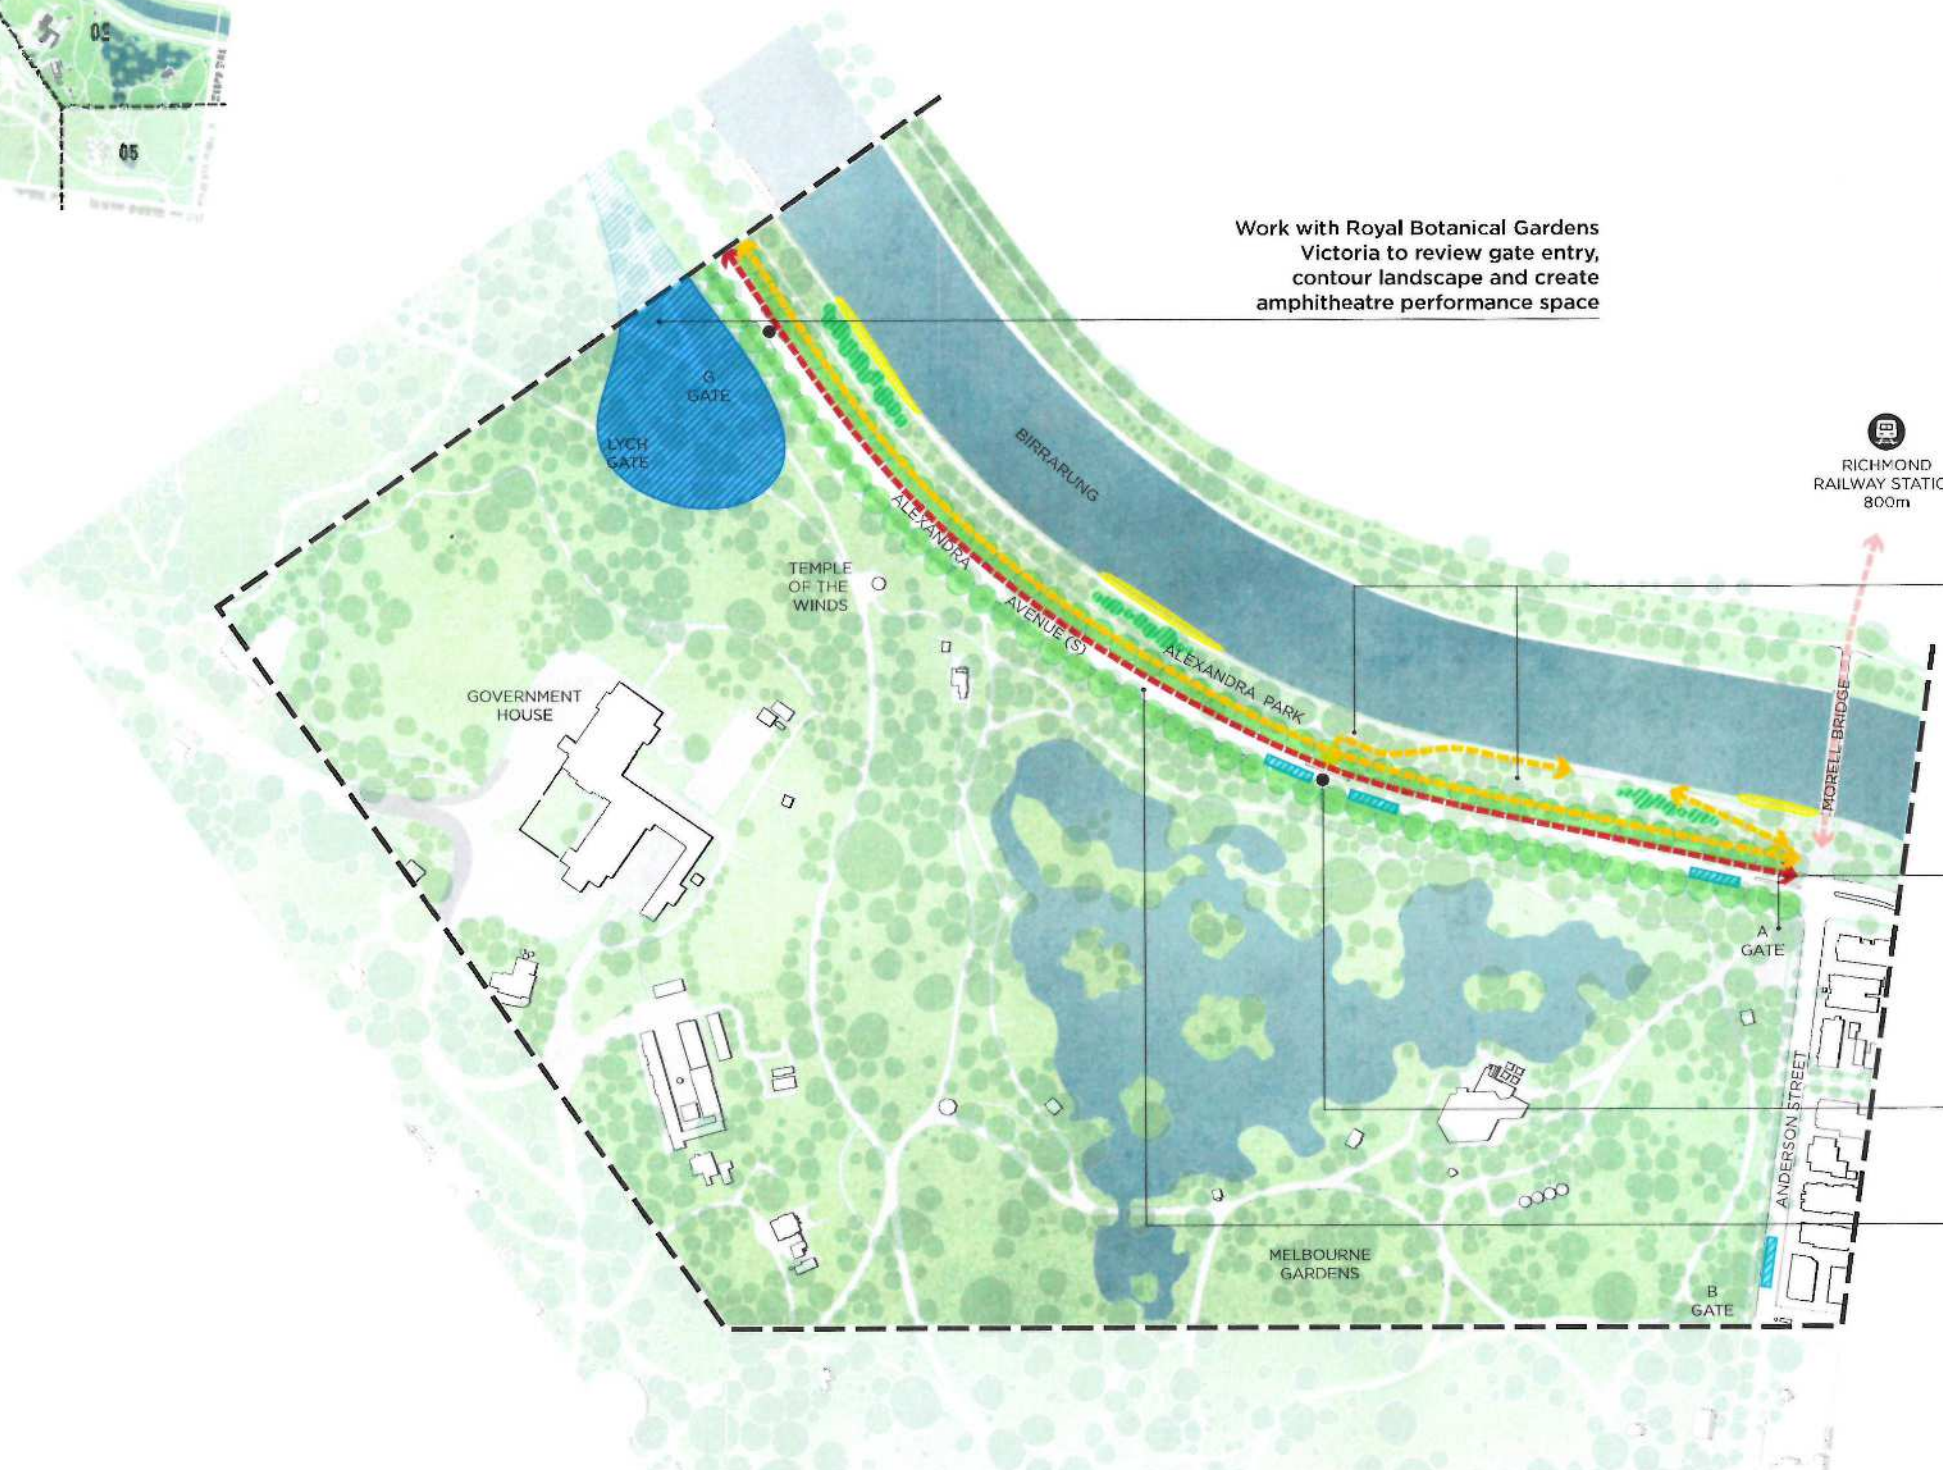 02
05
Work with Royal Botanical Gardens
Victoria to review gate entry,
contour landscape and create
amphitheatre performance space
G
GATE
LYCH
GATE
BIRRARUNG
RICHMOND
RAILWAY STATIO
800m
ALEXANDRA
AVENUE (S)
TEMPLE
OF THE
WINDS
ALEXANDRA PARK
GOVERNMENT
HOUSE
MORELL BRIDGE
A
GATE
ANDERSON STREET
MELBOURNE
GARDENS
B
GATE